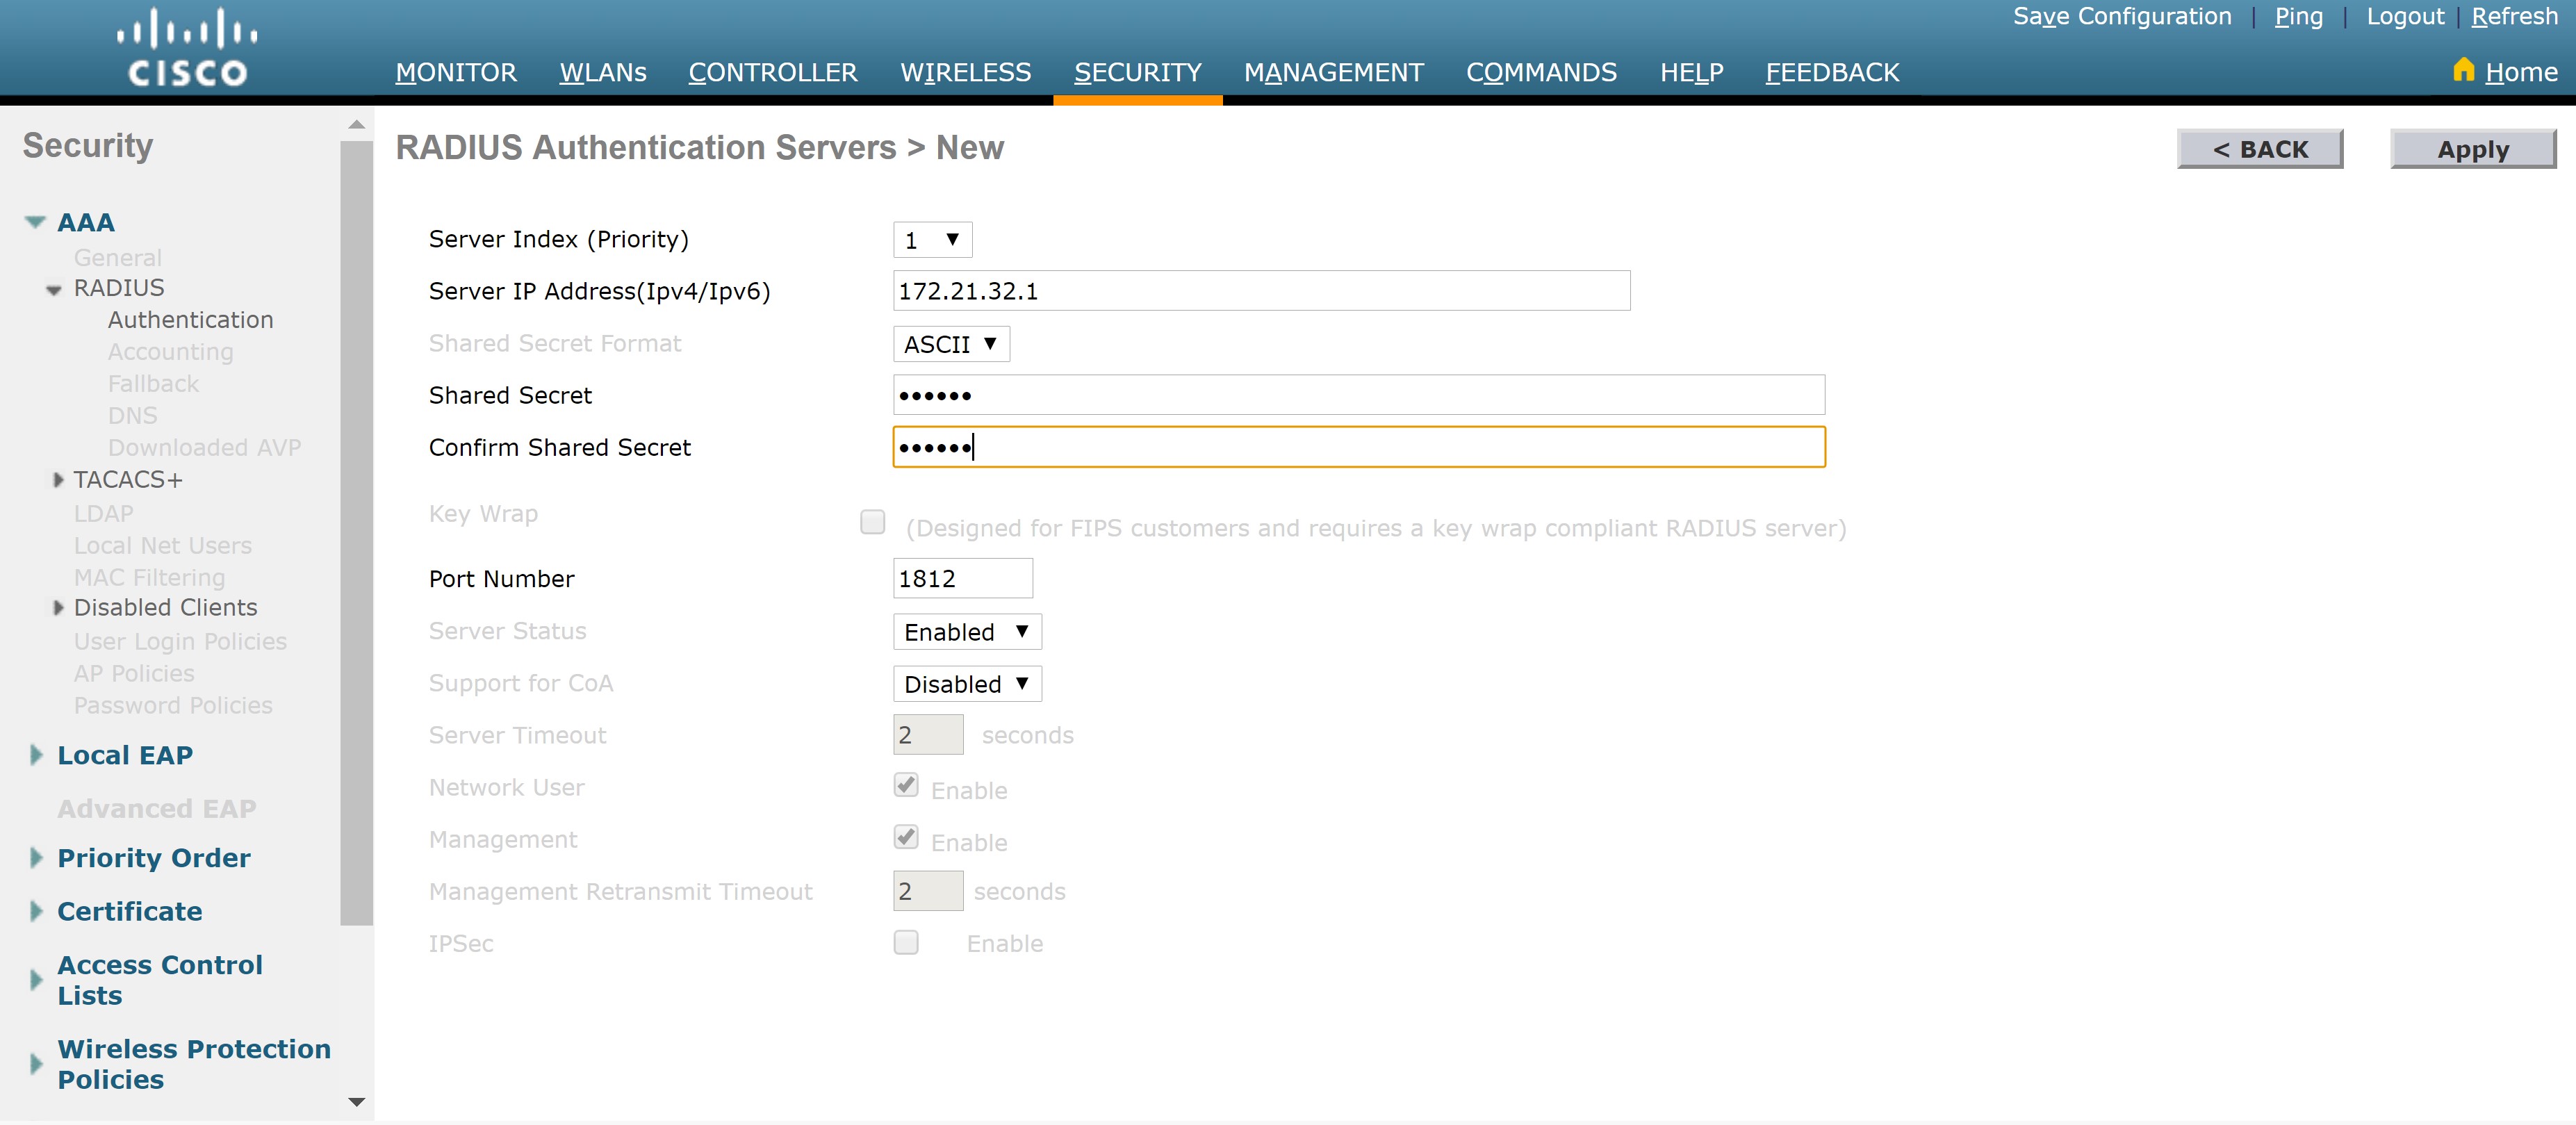 CISCO
Save Configuration | Ping | Logout | Refresh
MONITOR WLANs CONTROLLER WIRELESS SECURITY MANAGEMENT COMMANDS HELP FEEDBACK Home
Security
AAA
General
RADIUS
Authentication
Accounting
Fallback
DNS
Downloaded AVP
TACACS+
LDAP
Local Net Users
MAC Filtering
Disabled Clients
User Login Policies
AP Policies
Password Policies
Local EAP
Advanced EAP
Priority Order
Certificate
Access Control
Lists
Wireless Protection
Policies
RADIUS Authentication Servers > New
< BACK Apply
Server Index (Priority) 1
Server IP Address(Ipv4/Ipv6) 172.21.32.1
Shared Secret Format ASCII
Shared Secret ••••••
Confirm Shared Secret ••••••
Key Wrap (Designed for FIPS customers and requires a key wrap compliant RADIUS server)
Port Number 1812
Server Status Enabled
Support for CoA Disabled
Server Timeout 2 seconds
Network User Enable
Management Enable
Management Retransmit Timeout 2 seconds
IPSec Enable